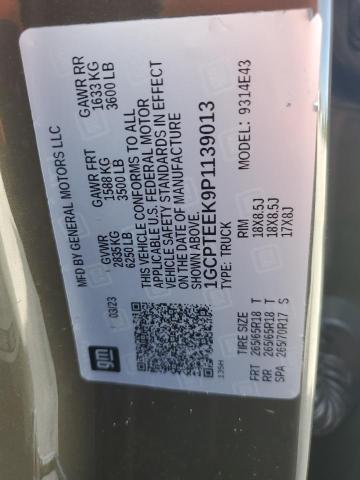 gm
03/23
MFD BY GENERAL MOTORS LLC
GVWR GAWR FRT GAWR RR
2835 KG 1588 KG 1633 KG
6250 LB 3500 LB 3600 LB
THIS VEHICLE CONFORMS TO ALL
APPLICABLE U.S. FEDERAL MOTOR
VEHICLE SAFETY STANDARDS IN EFFECT
ON THE DATE OF MANUFACTURE
SHOWN ABOVE.
1GCPTEEK9P1139013
TYPE: TRUCK MODEL: 9314E43
135H
TIRE SIZE RIM
FRT 265/65R18 T 18X8.5J
RR 265/65R18 T 18X8.5J
SPA 265/70R17 S 17X8J